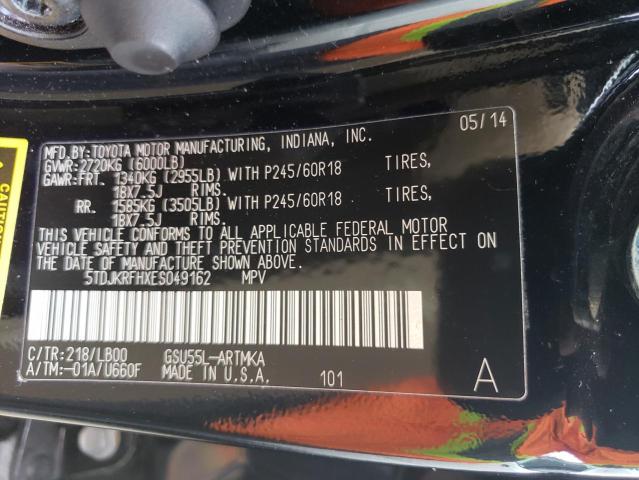 05/14
MFD.BY:TOYOTA MOTOR MANUFACTURING, INDIANA, INC.
GVWR:2720KG (6000LB)
GAWR:FRT. 1340KG (2955LB) WITH P245/60R18 TIRES,
18X7.5J RIMS.
RR. 1585KG (3505LB) WITH P245/60R18 TIRES,
18X7.5J RIMS.
THIS VEHICLE CONFORMS TO ALL APPLICABLE FEDERAL MOTOR
VEHICLE SAFETY AND THEFT PREVENTION STANDARDS IN EFFECT ON
THE DATE OF MANUFACTURE SHOWN ABOVE.
5TDJKRFHXES049162 MPV
C/TR:218/LB00 GSU55L-ARTMKA
A/TM:-01A/U660F MADE IN U.S.A. 101 A